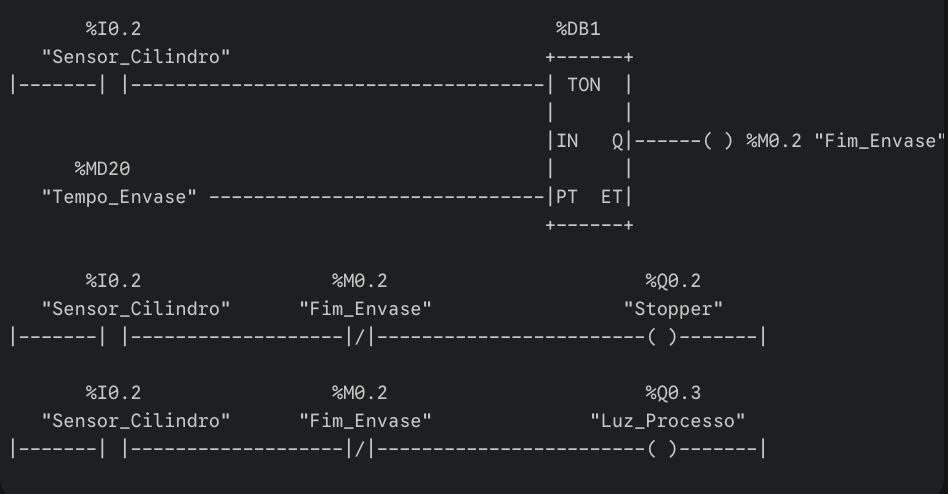 %I0.2                                      %DB1
   "Sensor_Cilindro"                              +------+
|-------| |--------------------------------------| TON  |
                                                  |      |
                                                  |IN   Q|------( ) %M0.2 "Fim_Envase"
       %MD20                                      |      |
   "Tempo_Envase" --------------------------------|PT  ET|
                                                  +------+
        %I0.2                 %M0.2                        %Q0.2
   "Sensor_Cilindro"       "Fim_Envase"                  "Stopper"
|-------| |--------------------|/|-------------------------( )-------|
        %I0.2                 %M0.2                        %Q0.3
   "Sensor_Cilindro"       "Fim_Envase"               "Luz_Processo"
|-------| |--------------------|/|-------------------------( )-------|